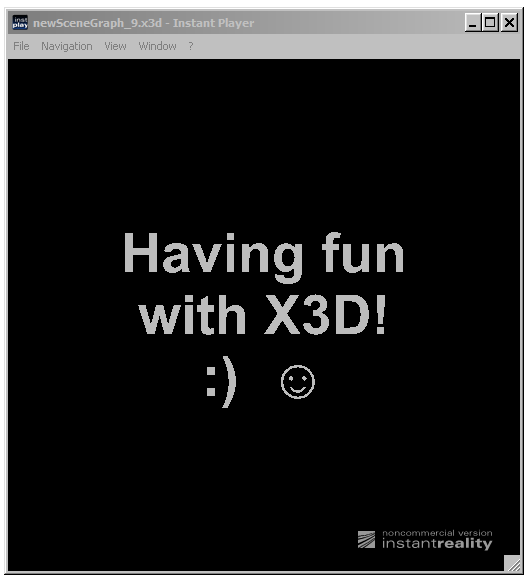 inst
play
newSceneGraph_9.x3d - Instant Player
File Navigation View Window ?
Having fun
with X3D!
:) ☺
noncommercial version
instantreality